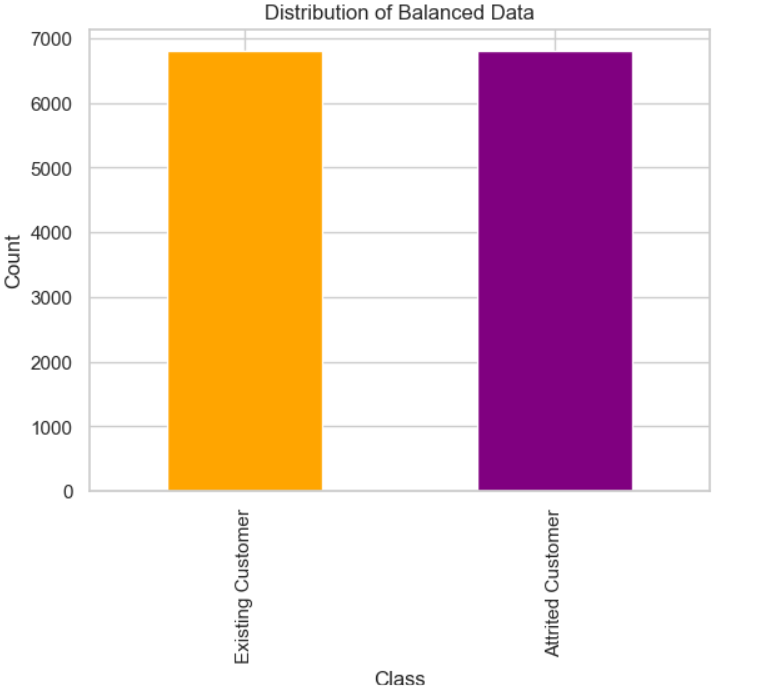 Distribution of Balanced Data
7000
6000
5000
4000
3000
2000
1000
0
Count
Existing Customer
Attrited Customer
Class